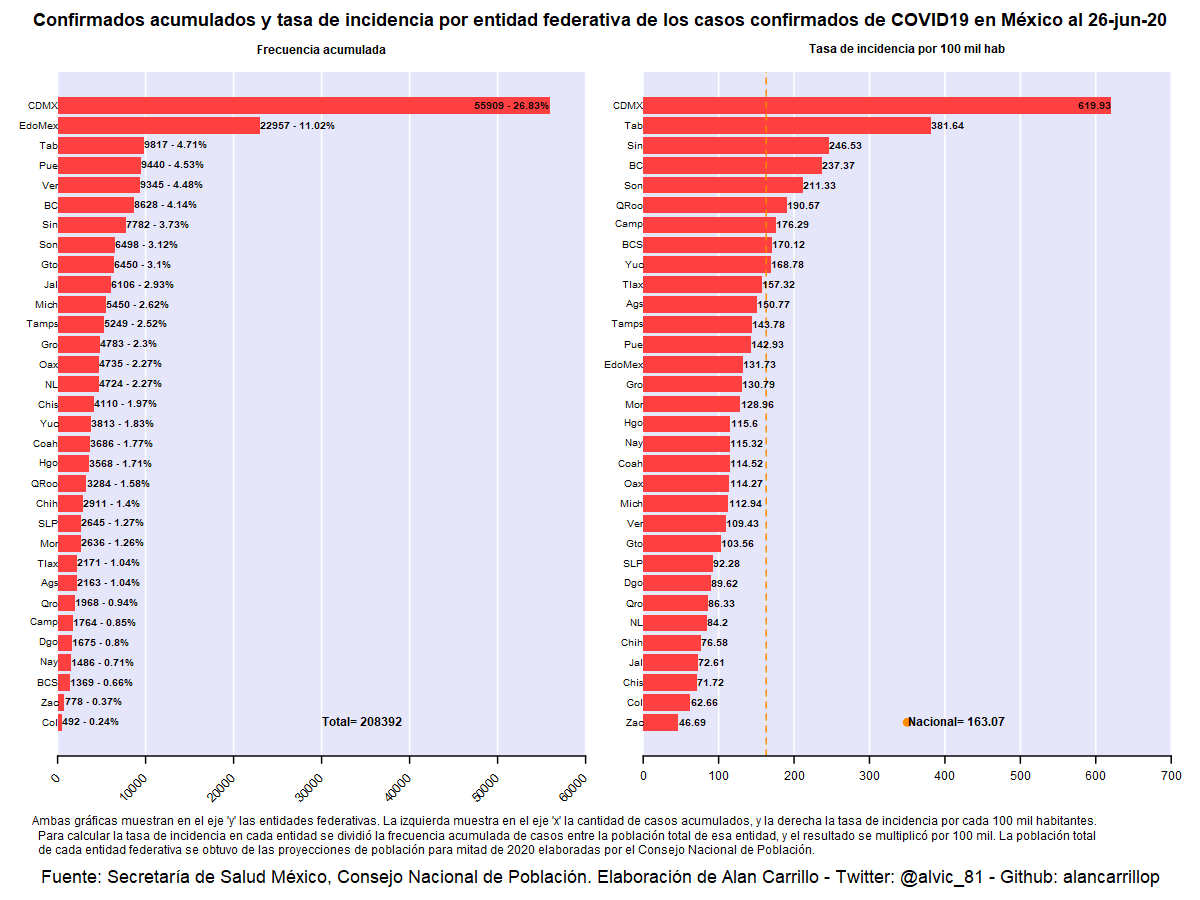 Confirmados acumulados y tasa de incidencia por entidad federativa de los casos confirmados de COVID19 en México al 26-jun-20
Frecuencia acumulada
CDMX 55909 - 26.83%
EdoMex 22957 - 11.02%
Tab 9817 - 4.71%
Pue 9440 - 4.53%
Ver 9345 - 4.48%
BC 8628 - 4.14%
Sin 7782 - 3.73%
Son 6498 - 3.12%
Gto 6450 - 3.1%
Jal 6106 - 2.93%
Mich 5450 - 2.62%
Tamps 5249 - 2.52%
Gro 4783 - 2.3%
Oax 4735 - 2.27%
NL 4724 - 2.27%
Chis 4110 - 1.97%
Yuc 3813 - 1.83%
Coah 3686 - 1.77%
Hgo 3568 - 1.71%
QRoo 3284 - 1.58%
Chih 2911 - 1.4%
SLP 2645 - 1.27%
Mor 2636 - 1.26%
Tlax 2171 - 1.04%
Ags 2163 - 1.04%
Qro 1968 - 0.94%
Camp 1764 - 0.85%
Dgo 1675 - 0.8%
Nay 1486 - 0.71%
BCS 1369 - 0.66%
Zac 778 - 0.37%
Col 492 - 0.24%
Total= 208392
0 10000 20000 30000 40000 50000 60000
Tasa de incidencia por 100 mil hab
CDMX 619.93
Tab 381.64
Sin 246.53
BC 237.37
Son 211.33
QRoo 190.57
Camp 176.29
BCS 170.12
Yuc 168.78
Tlax 157.32
Ags 150.77
Tamps 143.78
Pue 142.93
EdoMex 131.73
Gro 130.79
Mor 128.96
Hgo 115.6
Nay 115.32
Coah 114.52
Oax 114.27
Mich 112.94
Ver 109.43
Gto 103.56
SLP 92.28
Dgo 89.62
Qro 86.33
NL 84.2
Chih 76.58
Jal 72.61
Chis 71.72
Col 62.66
Zac 46.69
Nacional= 163.07
0 100 200 300 400 500 600 700
Ambas gráficas muestran en el eje 'y' las entidades federativas. La izquierda muestra en el eje 'x' la cantidad de casos acumulados, y la derecha la tasa de incidencia por cada 100 mil habitantes.
Para calcular la tasa de incidencia en cada entidad se dividió la frecuencia acumulada de casos entre la población total de esa entidad, y el resultado se multiplicó por 100 mil. La población total
de cada entidad federativa se obtuvo de las proyecciones de población para mitad de 2020 elaboradas por el Consejo Nacional de Población.
Fuente: Secretaría de Salud México, Consejo Nacional de Población. Elaboración de Alan Carrillo - Twitter: @alvic_81 - Github: alancarrillop